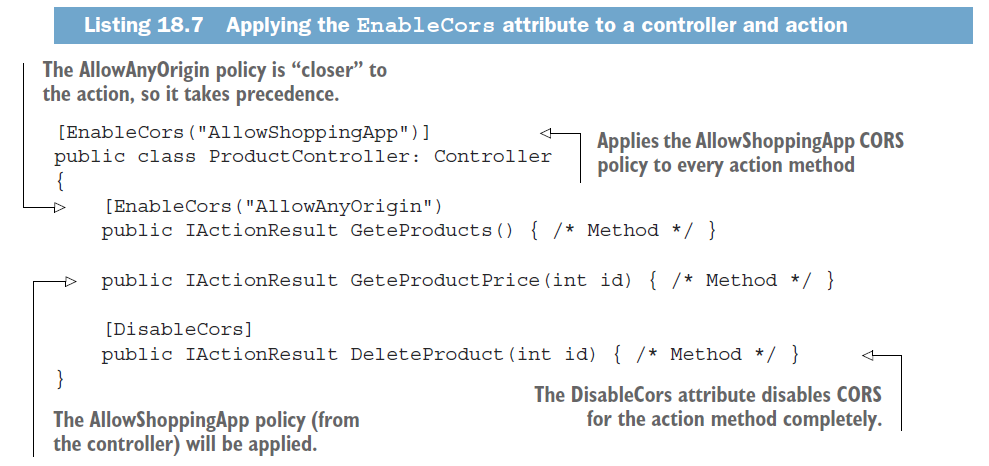 Listing 18.7 Applying the EnableCors attribute to a controller and action
The AllowAnyOrigin policy is “closer” to
the action, so it takes precedence.
[EnableCors("AllowShoppingApp")]
public class ProductController: Controller
Applies the AllowShoppingApp CORS
policy to every action method
{
[EnableCors("AllowAnyOrigin")
public IActionResult GeteProducts() { /* Method */ }
public IActionResult GeteProductPrice(int id) { /* Method */ }
[DisableCors]
public IActionResult DeleteProduct(int id) { /* Method */ }
}
The DisableCors attribute disables CORS
for the action method completely.
The AllowShoppingApp policy (from
the controller) will be applied.